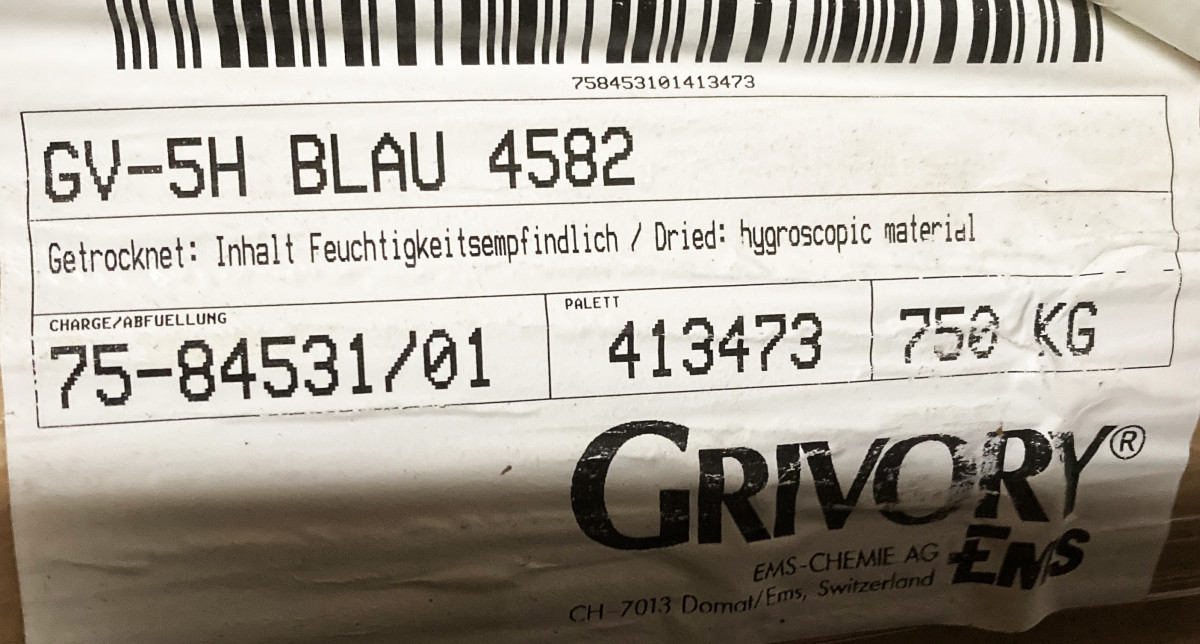 758453101413473
GV-5H BLAU 4582
Getrocknet: Inhalt Feuchtigkeitsempfindlich / Dried: hygroscopic material
CHARGE/ABFUELLUNG
75-84531/01
PALETT
413473
750 KG
GRIVORY®
EMS
EMS-CHEMIE AG
CH-7013 Domat/Ems, Switzerland